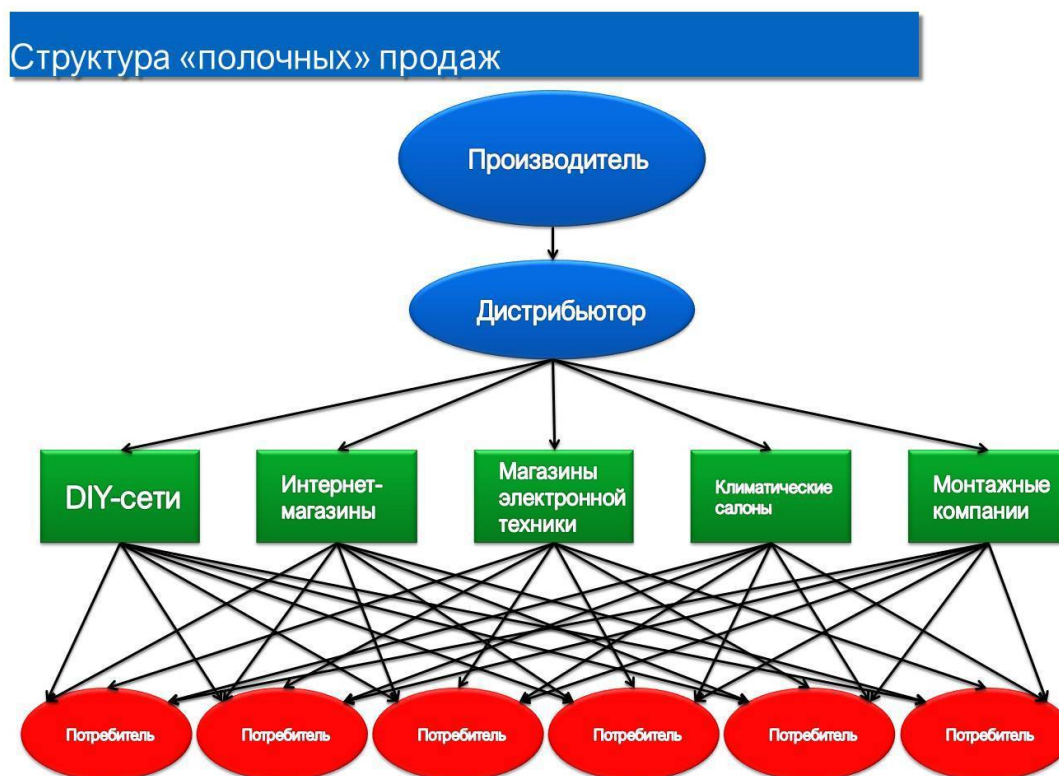 Структура «полочных» продаж
Производитель
Дистрибьютор
DIY-сети
Интернет-
магазины
Магазины
электронной
техники
Климатические
салоны
Монтажные
компании
Потребитель
Потребитель
Потребитель
Потребитель
Потребитель
Потребитель